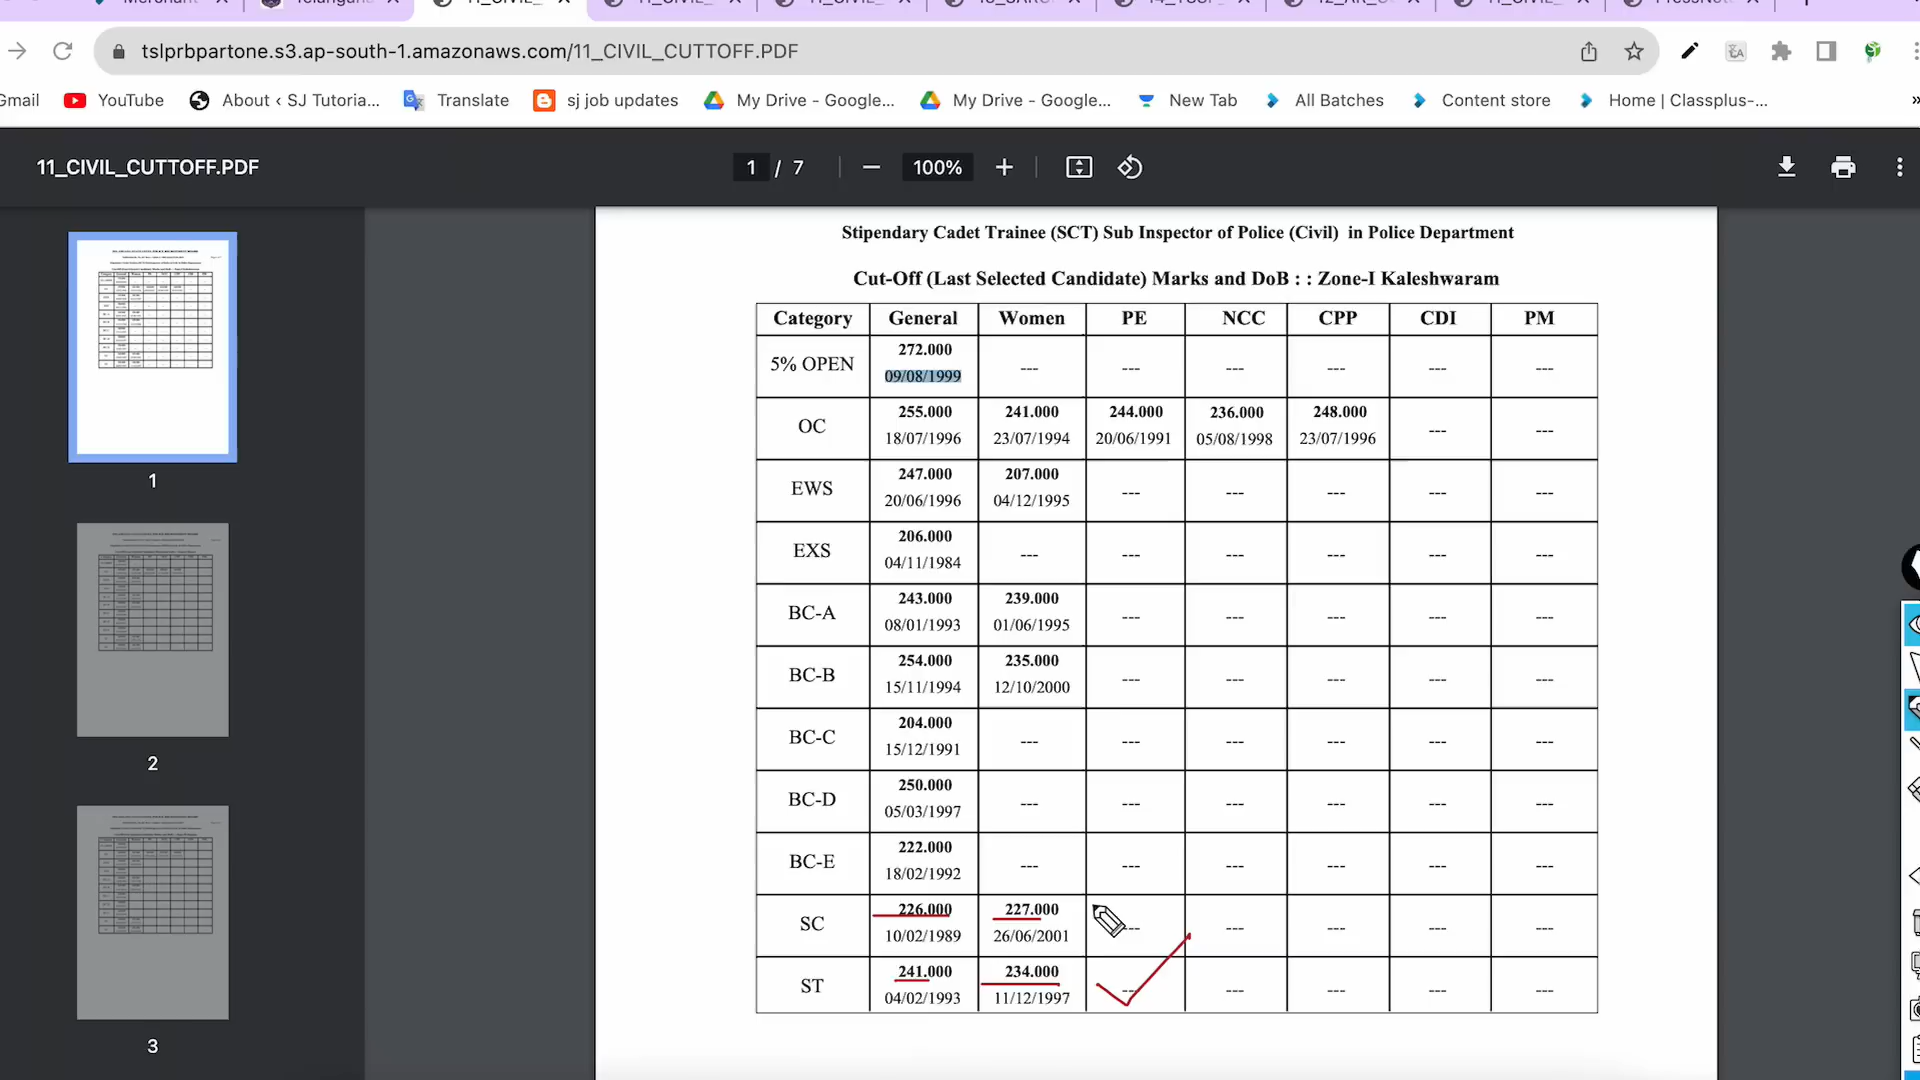 tslprbpartone.s3.ap-south-1.amazonaws.com/11_CIVIL_CUTTOFF.PDF
Gmail YouTube About ‹ SJ Tutoria... Translate sj job updates My Drive - Google... My Drive - Google... New Tab All Batches Content store Home | Classplus-... »
11_CIVIL_CUTTOFF.PDF 1 / 7 100%
1
2
3
Stipendary Cadet Trainee (SCT) Sub Inspector of Police (Civil) in Police Department
Cut-Off (Last Selected Candidate) Marks and DoB : : Zone-I Kaleshwaram
Category General Women PE NCC CPP CDI PM
5% OPEN 272.000 --- --- --- --- --- ---
09/08/1999
OC 255.000 241.000 244.000 236.000 248.000 --- ---
18/07/1996 23/07/1994 20/06/1991 05/08/1998 23/07/1996
EWS 247.000 207.000 --- --- --- --- ---
20/06/1996 04/12/1995
EXS 206.000 --- --- --- --- --- ---
04/11/1984
BC-A 243.000 239.000 --- --- --- --- ---
08/01/1993 01/06/1995
BC-B 254.000 235.000 --- --- --- --- ---
15/11/1994 12/10/2000
BC-C 204.000 --- --- --- --- --- ---
15/12/1991
BC-D 250.000 --- --- --- --- --- ---
05/03/1997
BC-E 222.000 --- --- --- --- --- ---
18/02/1992
SC 226.000 227.000 --- --- --- --- ---
10/02/1989 26/06/2001
ST 241.000 234.000 --- --- --- --- ---
04/02/1993 11/12/1997